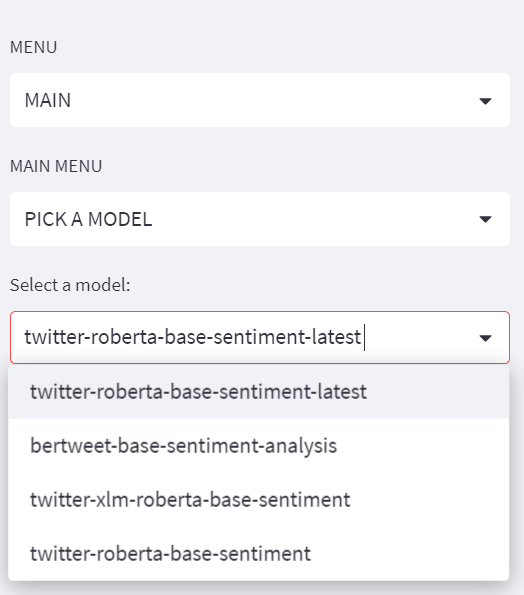 MENU
MAIN
MAIN MENU
PICK A MODEL
Select a model:
twitter-roberta-base-sentiment-latest
twitter-roberta-base-sentiment-latest
bertweet-base-sentiment-analysis
twitter-xlm-roberta-base-sentiment
twitter-roberta-base-sentiment